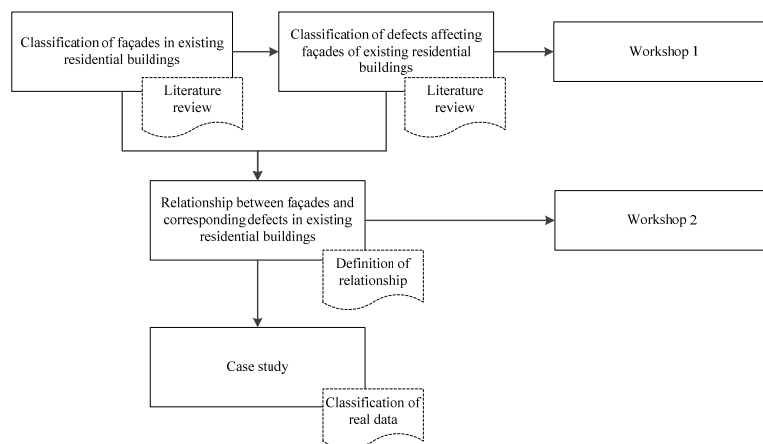 Classification of façades in existing
residential buildings
Literature
review
Classification of defects affecting
façades of existing residential
buildings
Literature
review
Workshop 1
Relationship between façades and
corresponding defects in existing
residential buildings
Definition of
relationship
Workshop 2
Case study
Classification of
real data